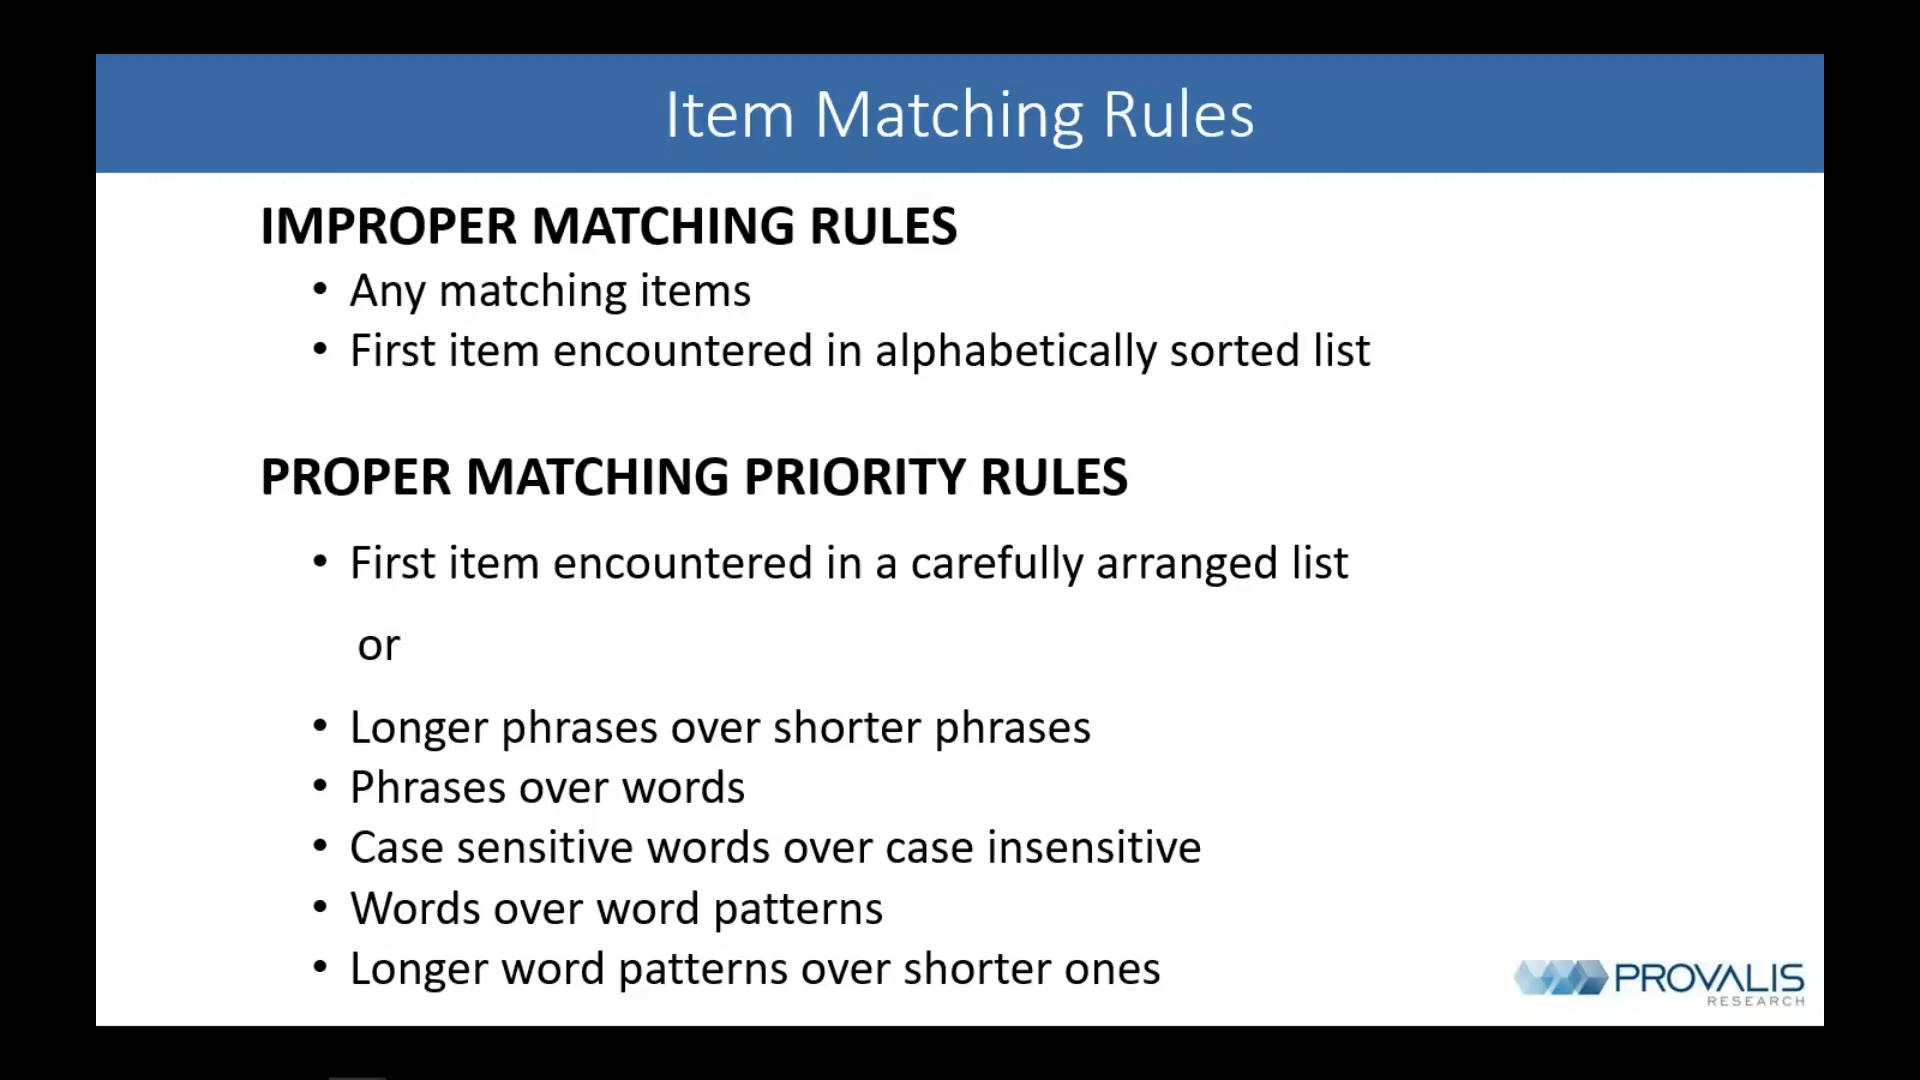 Item Matching Rules
IMPROPER MATCHING RULES
• Any matching items
• First item encountered in alphabetically sorted list
PROPER MATCHING PRIORITY RULES
• First item encountered in a carefully arranged list
or
• Longer phrases over shorter phrases
• Phrases over words
• Case sensitive words over case insensitive
• Words over word patterns
• Longer word patterns over shorter ones
PROVALIS
RESEARCH